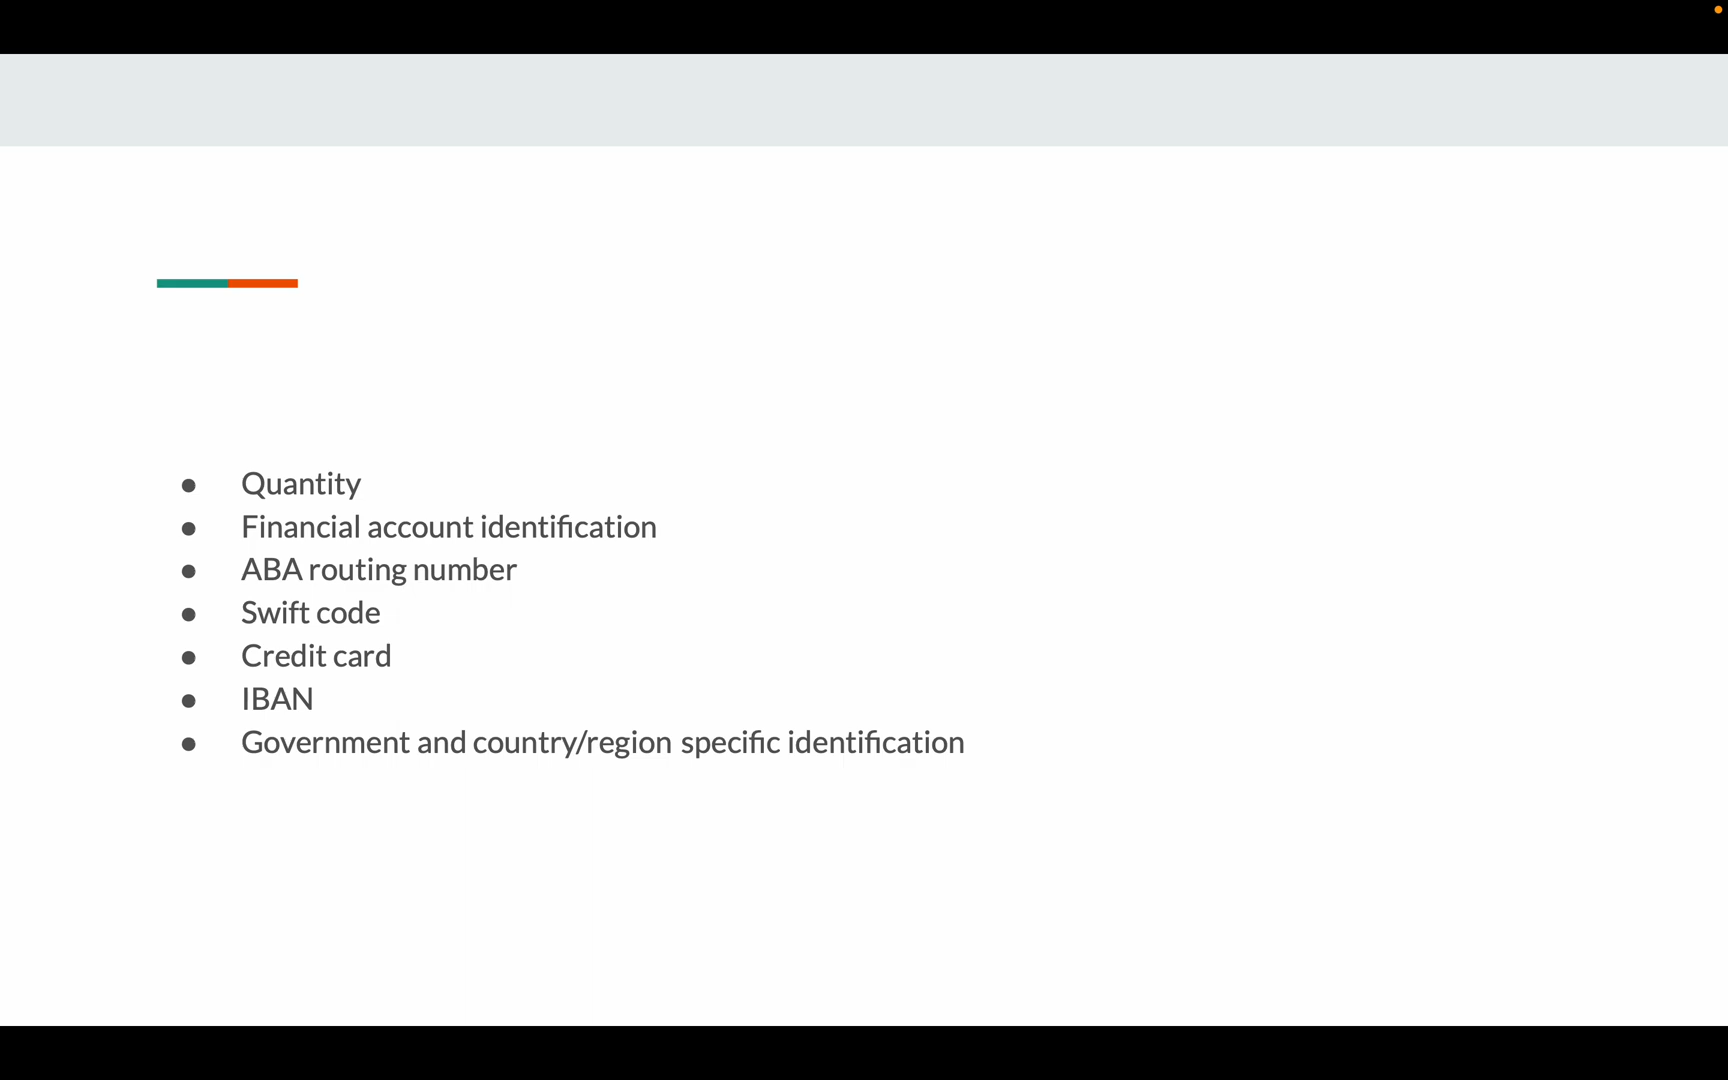 ● Quantity
● Financial account identification
● ABA routing number
● Swift code
● Credit card
● IBAN
● Government and country/region specific identification